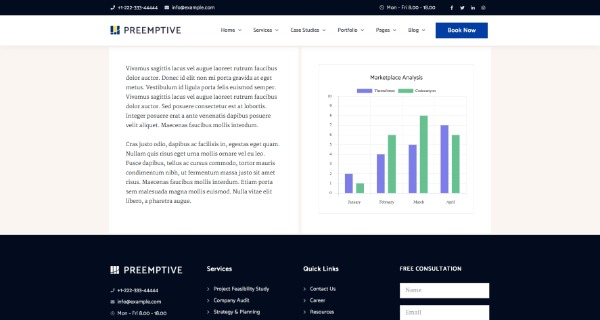 +1-222-333-44444 info@example.com Mon - Fri 8.00 - 18.00
PREEMPTIVE Home Services Case Studies Portfolio Pages Blog Book Now
Vivamus sagittis lacus vel augue laoreet rutrum faucibus
dolor auctor. Donec id elit non mi porta gravida at eget
metus. Vestibulum id ligula porta felis euismod semper.
Vivamus sagittis lacus vel augue laoreet rutrum faucibus
dolor auctor. Sed posuere consectetur est at lobortis.
Integer posuere erat a ante venenatis dapibus posuere
velit aliquet. Maecenas faucibus mollis interdum.
Cras justo odio, dapibus ac facilisis in, egestas eget quam.
Nullam quis risus eget urna mollis ornare vel eu leo.
Fusce dapibus, tellus ac cursus commodo, tortor mauris
condimentum nibh, ut fermentum massa justo sit amet
risus. Maecenas faucibus mollis interdum. Etiam porta
sem malesuada magna mollis euismod. Nulla vitae elit
libero, a pharetra augue.
Marketplace Analysis
10
9
8
7
6
5
4
3
2
1
0
January February March April
PREEMPTIVE
+1-222-333-44444
info@example.com
Mon - Fri 8.00 - 18.00
Services
Project Feasibility Study
Company Audit
Strategy & Planning
Quick Links
Contact Us
Career
Resources
FREE CONSULTATION
Name
Email